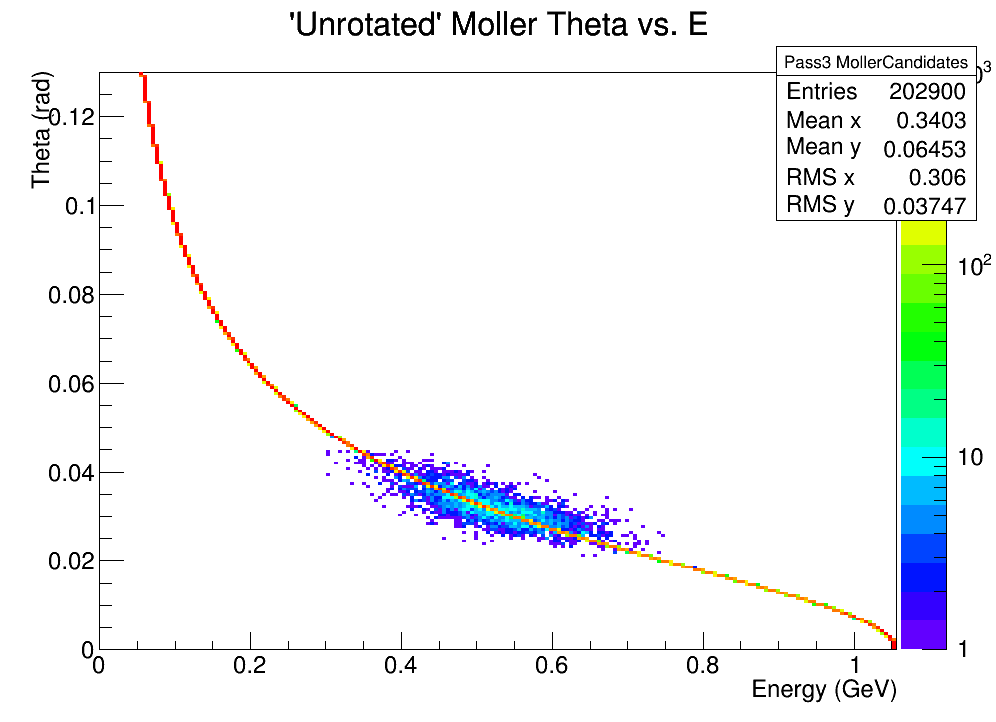 'Unrotated' Moller Theta vs. E
Pass3 MollerCandidates
Entries 202900
Mean x 0.3403
Mean y 0.06453
RMS x 0.306
RMS y 0.03747
Theta (rad)
0.12
0.1
0.08
0.06
0.04
0.02
0
0 0.2 0.4 0.6 0.8 1
Energy (GeV)
10²
10
1